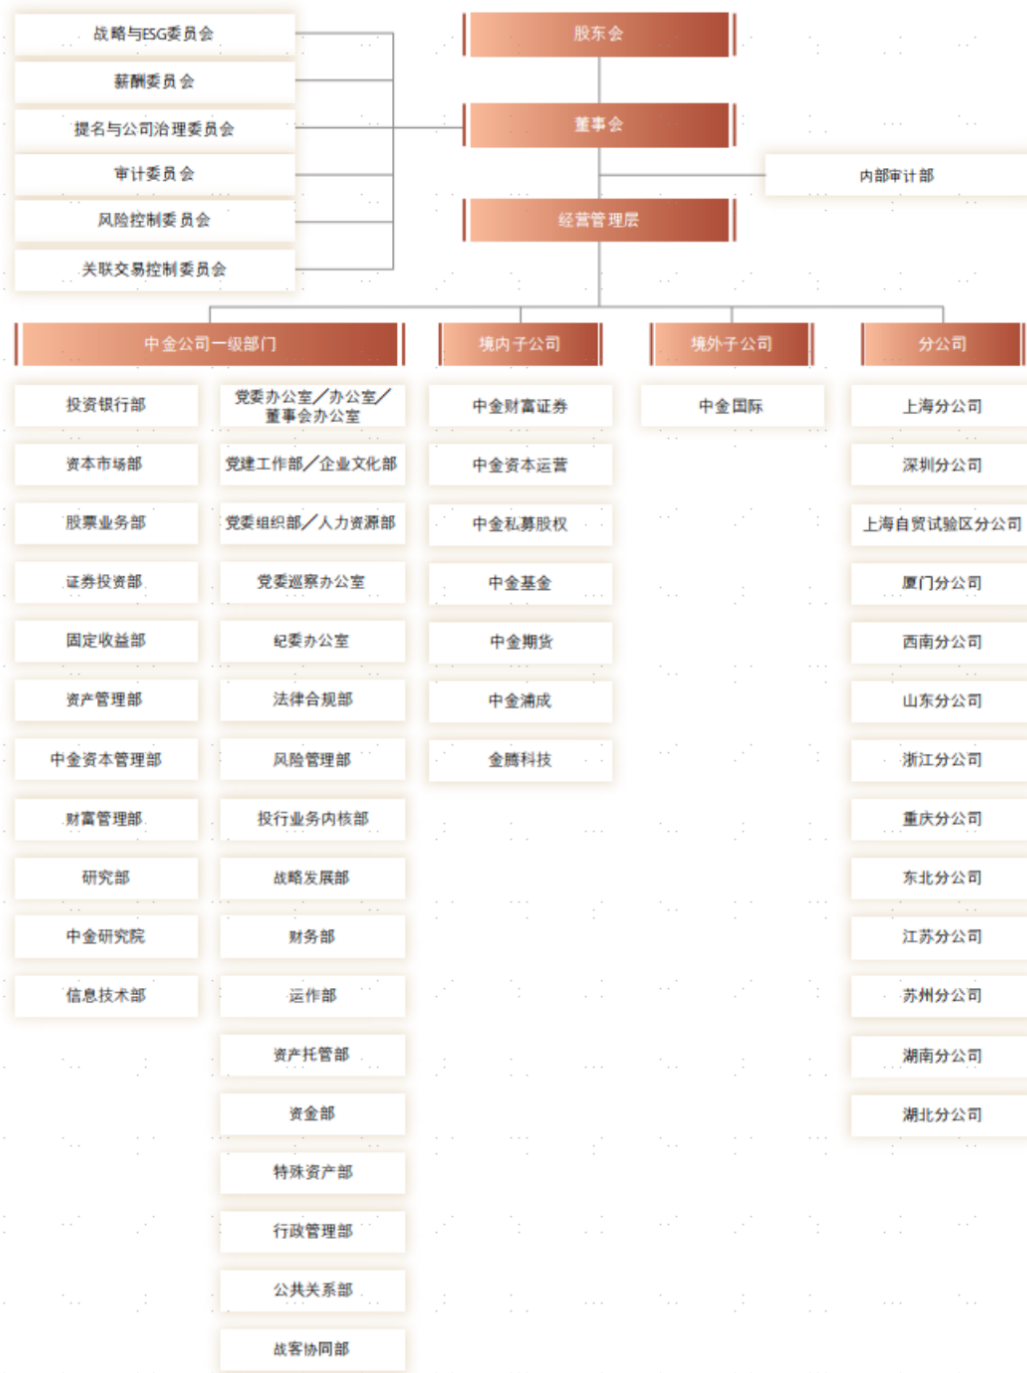 战略与ESG委员会
薪酬委员会
提名与公司治理委员会
审计委员会
风险控制委员会
关联交易控制委员会
股东会
董事会
内部审计部
经营管理层
中金公司一级部门
投资银行部
资本市场部
股票业务部
证券投资部
固定收益部
资产管理部
中金资本管理部
财富管理部
研究部
中金研究院
信息技术部
党委办公室/办公室/
董事会办公室
党建工作部/企业文化部
党委组织部/人力资源部
党委巡察办公室
纪委办公室
法律合规部
风险管理部
投行业务内核部
战略发展部
财务部
运作部
资产托管部
资金部
特殊资产部
行政管理部
公共关系部
战客协同部
境内子公司
中金财富证券
中金资本运营
中金私募股权
中金基金
中金期货
中金浦成
金腾科技
境外子公司
中金国际
分公司
上海分公司
深圳分公司
上海自贸试验区分公司
厦门分公司
西南分公司
山东分公司
浙江分公司
重庆分公司
东北分公司
江苏分公司
苏州分公司
湖南分公司
湖北分公司